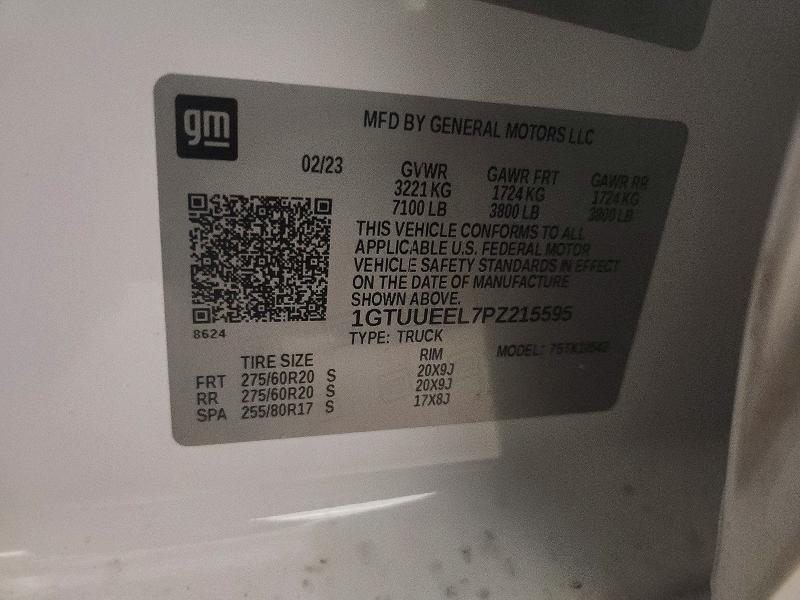 gm
MFD BY GENERAL MOTORS LLC
02/23 GVWR GAWR FRT GAWR RR
3221 KG 1724 KG 1724 KG
7100 LB 3800 LB 3800 LB
THIS VEHICLE CONFORMS TO ALL
APPLICABLE U.S. FEDERAL MOTOR
VEHICLE SAFETY STANDARDS IN EFFECT
ON THE DATE OF MANUFACTURE
SHOWN ABOVE.
1GTUUEEL7PZ215595
8624
TYPE: TRUCK
TIRE SIZE RIM MODEL:
FRT 275/60R20 S 20X9J
RR 275/60R20 S 20X9J
SPA 255/80R17 S 17X8J